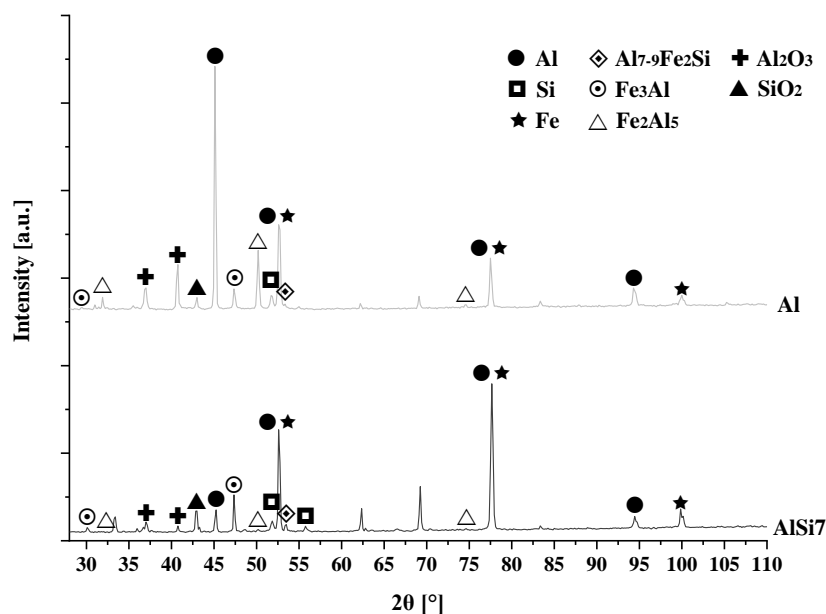 Al Al₇₋₉Fe₂Si Al₂O₃
Si Fe₃Al SiO₂
Fe Fe₂Al₅
Intensity [a.u.]
Al
AlSi7
30 35 40 45 50 55 60 65 70 75 80 85 90 95 100 105 110
2θ [°]